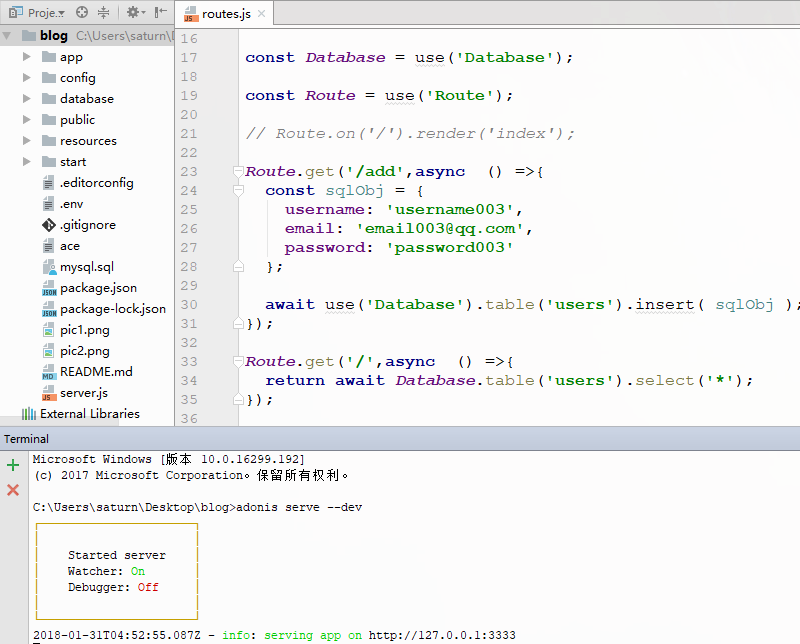 Proje..
routes.js
blog C:\Users\saturn\
app
config
database
public
resources
start
.editorconfig
.env
.gitignore
ace
mysql.sql
package.json
package-lock.json
pic1.png
pic2.png
README.md
server.js
External Libraries
16
17 const Database = use('Database');
18
19 const Route = use('Route');
20
21 // Route.on('/').render('index');
22
23 Route.get('/add',async  () =>{
24 const sqlObj = {
25 username: 'username003',
26 email: 'email003@qq.com',
27 password: 'password003'
28 };
29
30 await use('Database').table('users').insert( sqlObj );
31 });
32
33 Route.get('/',async  () =>{
34 return await Database.table('users').select('*');
35 });
36
Terminal
Microsoft Windows [版本 10.0.16299.192]
(c) 2017 Microsoft Corporation。保留所有权利。
C:\Users\saturn\Desktop\blog>adonis serve --dev
Started server
Watcher: On
Debugger: Off
2018-01-31T04:52:55.087Z - info: serving app on http://127.0.0.1:3333